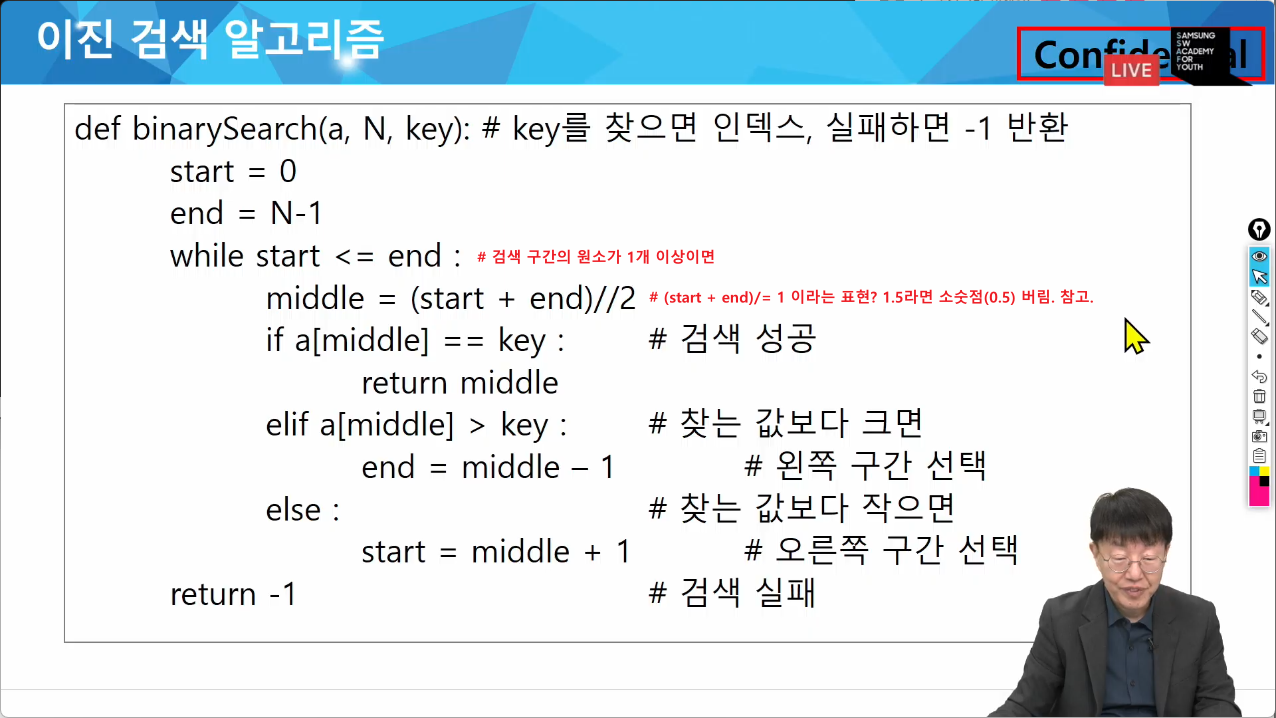 이진 검색 알고리즘
Confide al
LIVE
SAMSUNG
SW
ACADEMY
FOR
YOUTH
def binarySearch(a, N, key): # key를 찾으면 인덱스, 실패하면 -1 반환
start = 0
end = N-1
while start <= end : # 검색 구간의 원소가 1개 이상이면
middle = (start + end)//2 # (start + end)/= 1 이라는 표현? 1.5라면 소숫점(0.5) 버림. 참고.
if a[middle] == key : # 검색 성공
return middle
elif a[middle] > key : # 찾는 값보다 크면
end = middle – 1 # 왼쪽 구간 선택
else : # 찾는 값보다 작으면
start = middle + 1 # 오른쪽 구간 선택
return -1 # 검색 실패